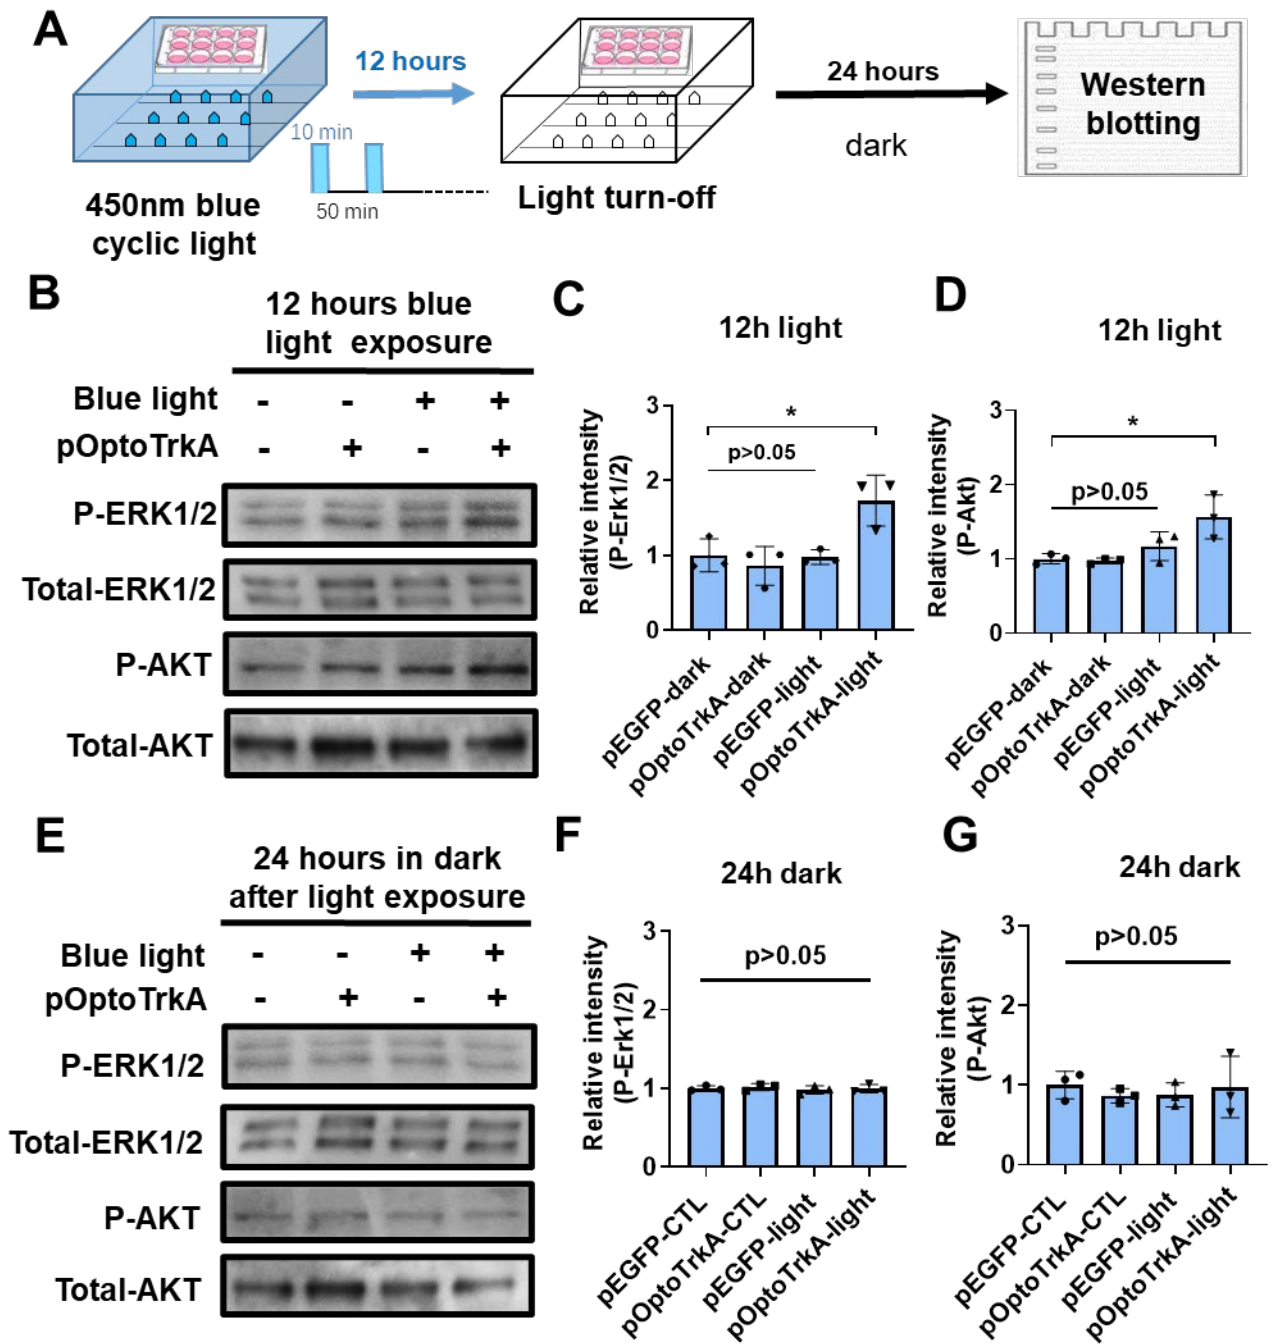 A
12 hours
10 min
50 min
450nm blue
cyclic light
Light turn-off
24 hours
dark
Western
blotting
B
12 hours blue
light exposure
Blue light - - + +
pOptoTrkA - + - +
P-ERK1/2
Total-ERK1/2
P-AKT
Total-AKT
C
12h light
Relative intensity
(P-Erk1/2)
3
2
1
0
*
p>0.05
pEGFP-dark
pOptoTrkA-dark
pEGFP-light
pOptoTrkA-light
D
12h light
Relative intensity
(P-Akt)
3
2
1
0
*
p>0.05
pEGFP-dark
pOptoTrkA-dark
pEGFP-light
pOptoTrkA-light
E
24 hours in dark
after light exposure
Blue light - - + +
pOptoTrkA - + - +
P-ERK1/2
Total-ERK1/2
P-AKT
Total-AKT
F
24h dark
Relative intensity
(P-Erk1/2)
3
2
1
0
p>0.05
pEGFP-CTL
pOptoTrkA-CTL
pEGFP-light
pOptoTrkA-light
G
24h dark
Relative intensity
(P-Akt)
3
2
1
0
p>0.05
pEGFP-CTL
pOptoTrkA-CTL
pEGFP-light
pOptoTrkA-light